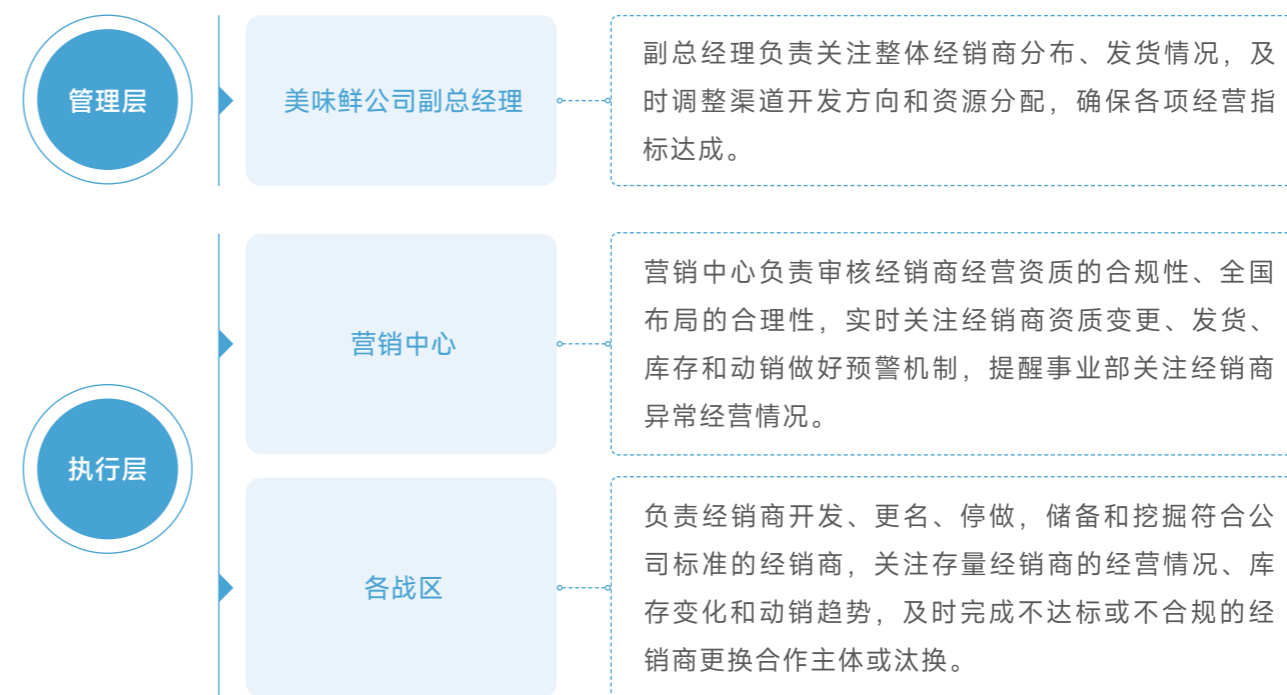 管理层
美味鲜公司副总经理
副总经理负责关注整体经销商分布、发货情况，及
时调整渠道开发方向和资源分配，确保各项经营指
标达成。
执行层
营销中心
营销中心负责审核经销商经营资质的合规性、全国
布局的合理性，实时关注经销商资质变更、发货、
库存和动销做好预警机制，提醒事业部关注经销商
异常经营情况。
各战区
负责经销商开发、更名、停做，储备和挖掘符合公
司标准的经销商，关注存量经销商的经营情况、库
存变化和动销趋势，及时完成不达标或不合规的经
销商更换合作主体或汰换。